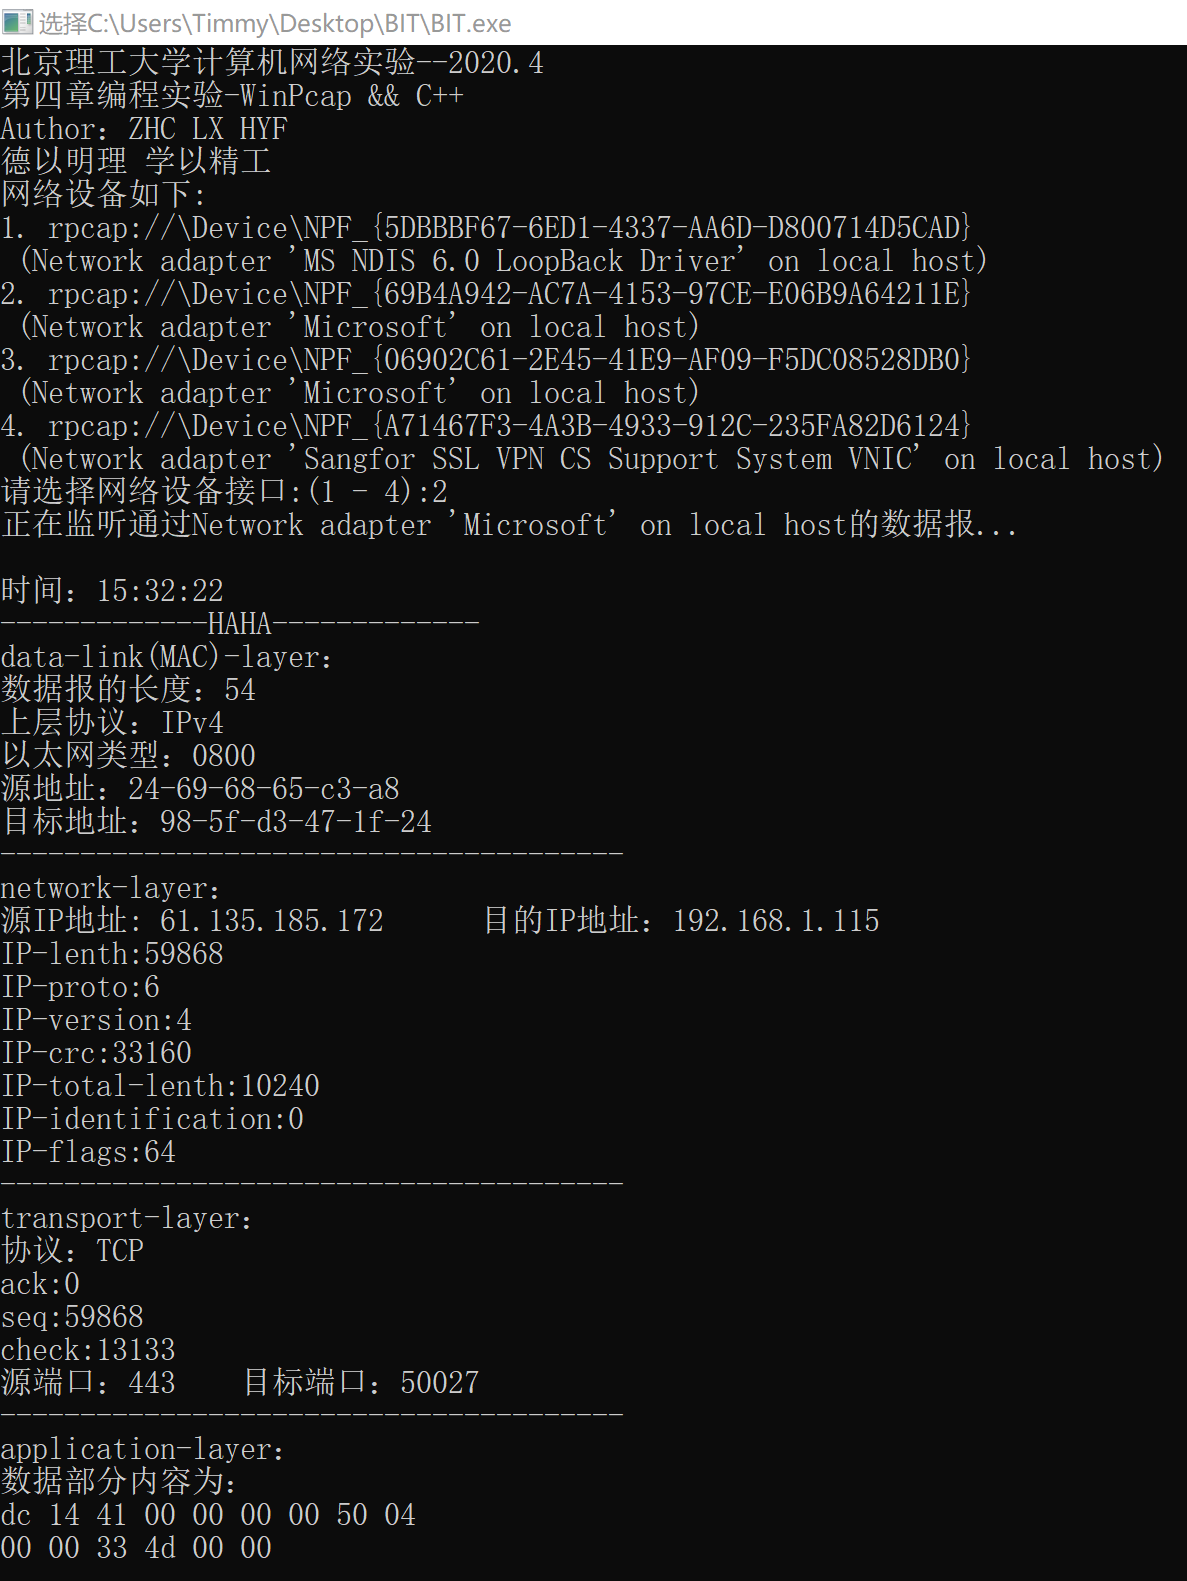 选择C:\Users\Timmy\Desktop\BIT\BIT.exe
北京理工大学计算机网络实验--2020.4
第四章编程实验-WinPcap && C++
Author：ZHC LX HYF
德以明理 学以精工
网络设备如下:
1. rpcap://\Device\NPF_{5DBBBF67-6ED1-4337-AA6D-D800714D5CAD}
(Network adapter 'MS NDIS 6.0 LoopBack Driver' on local host)
2. rpcap://\Device\NPF_{69B4A942-AC7A-4153-97CE-E06B9A64211E}
(Network adapter 'Microsoft' on local host)
3. rpcap://\Device\NPF_{06902C61-2E45-41E9-AF09-F5DC08528DB0}
(Network adapter 'Microsoft' on local host)
4. rpcap://\Device\NPF_{A71467F3-4A3B-4933-912C-235FA82D6124}
(Network adapter 'Sangfor SSL VPN CS Support System VNIC' on local host)
请选择网络设备接口:(1 - 4):2
正在监听通过Network adapter 'Microsoft' on local host的数据报...
时间：15:32:22
-------------HAHA-------------
data-link(MAC)-layer：
数据报的长度：54
上层协议：IPv4
以太网类型：0800
源地址：24-69-68-65-c3-a8
目标地址：98-5f-d3-47-1f-24
---------------------------------------
network-layer：
源IP地址: 61.135.185.172 目的IP地址：192.168.1.115
IP-lenth:59868
IP-proto:6
IP-version:4
IP-crc:33160
IP-total-lenth:10240
IP-identification:0
IP-flags:64
---------------------------------------
transport-layer：
协议：TCP
ack:0
seq:59868
check:13133
源端口：443 目标端口：50027
---------------------------------------
application-layer：
数据部分内容为：
dc 14 41 00 00 00 00 50 04
00 00 33 4d 00 00